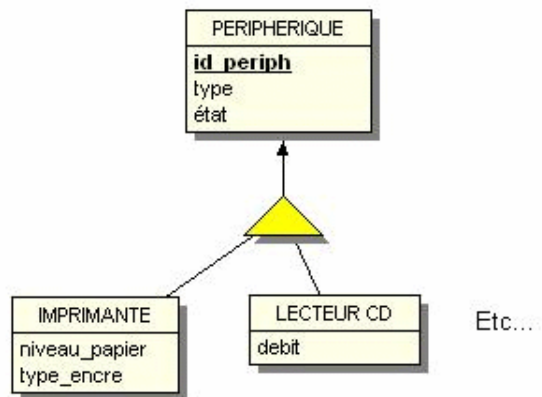 PERIPHERIQUE
id_periph
type
état
IMPRIMANTE
niveau_papier
type_encre
LECTEUR CD
debit
Etc...